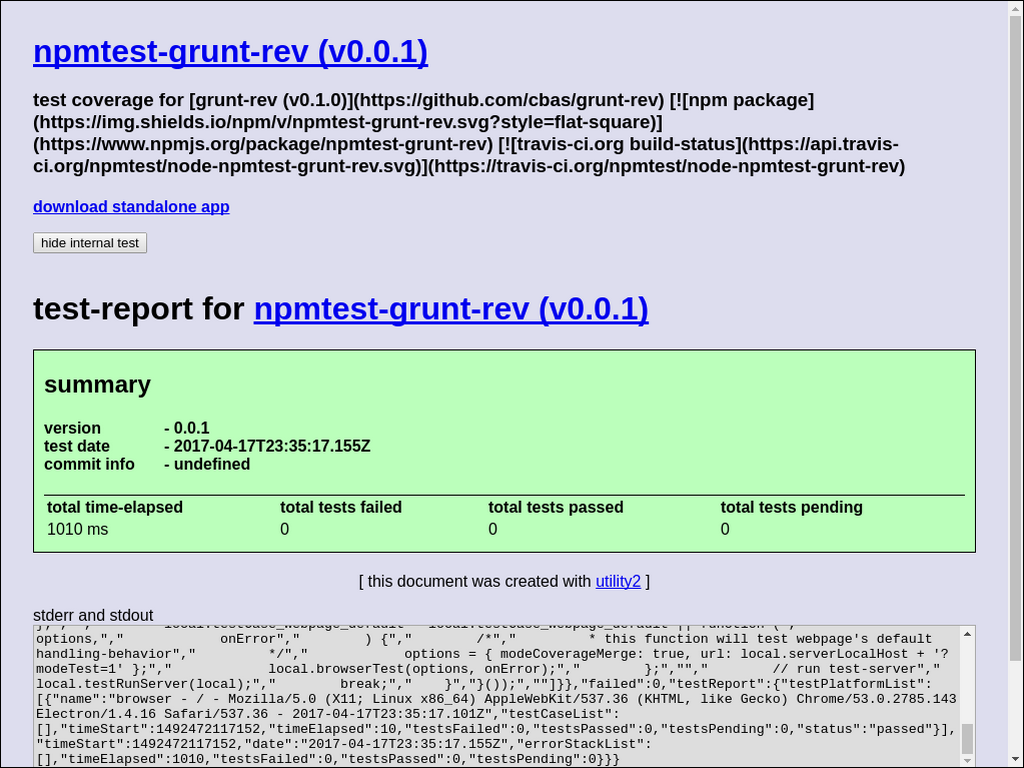 npmtest-grunt-rev (v0.0.1)
test coverage for [grunt-rev (v0.1.0)](https://github.com/cbas/grunt-rev) [![npm package]
(https://img.shields.io/npm/v/npmtest-grunt-rev.svg?style=flat-square)]
(https://www.npmjs.org/package/npmtest-grunt-rev) [![travis-ci.org build-status](https://api.travis-
ci.org/npmtest/node-npmtest-grunt-rev.svg)](https://travis-ci.org/npmtest/node-npmtest-grunt-rev)
download standalone app
hide internal test
test-report for npmtest-grunt-rev (v0.0.1)
summary
version - 0.0.1
test date - 2017-04-17T23:35:17.155Z
commit info - undefined
total time-elapsed total tests failed total tests passed total tests pending
1010 ms 0 0 0
[ this document was created with utility2 ]
stderr and stdout
options,","            onError","        ) {","        /*","         * this function will test webpage's default
handling-behavior","         */","            options = { modeCoverageMerge: true, url: local.serverLocalHost + '?
modeTest=1' };","            local.browserTest(options, onError);","        };","","        // run test-server","
local.testRunServer(local);","        break;","    }","}());",""]}},"failed":0,"testReport":{"testPlatformList":
[{"name":"browser - / - Mozilla/5.0 (X11; Linux x86_64) AppleWebKit/537.36 (KHTML, like Gecko) Chrome/53.0.2785.143
Electron/1.4.16 Safari/537.36 - 2017-04-17T23:35:17.101Z","testCaseList":
[],"timeStart":1492472117152,"timeElapsed":10,"testsFailed":0,"testsPassed":0,"testsPending":0,"status":"passed"}],
"timeStart":1492472117152,"date":"2017-04-17T23:35:17.155Z","errorStackList":
[],"timeElapsed":1010,"testsFailed":0,"testsPassed":0,"testsPending":0}}}